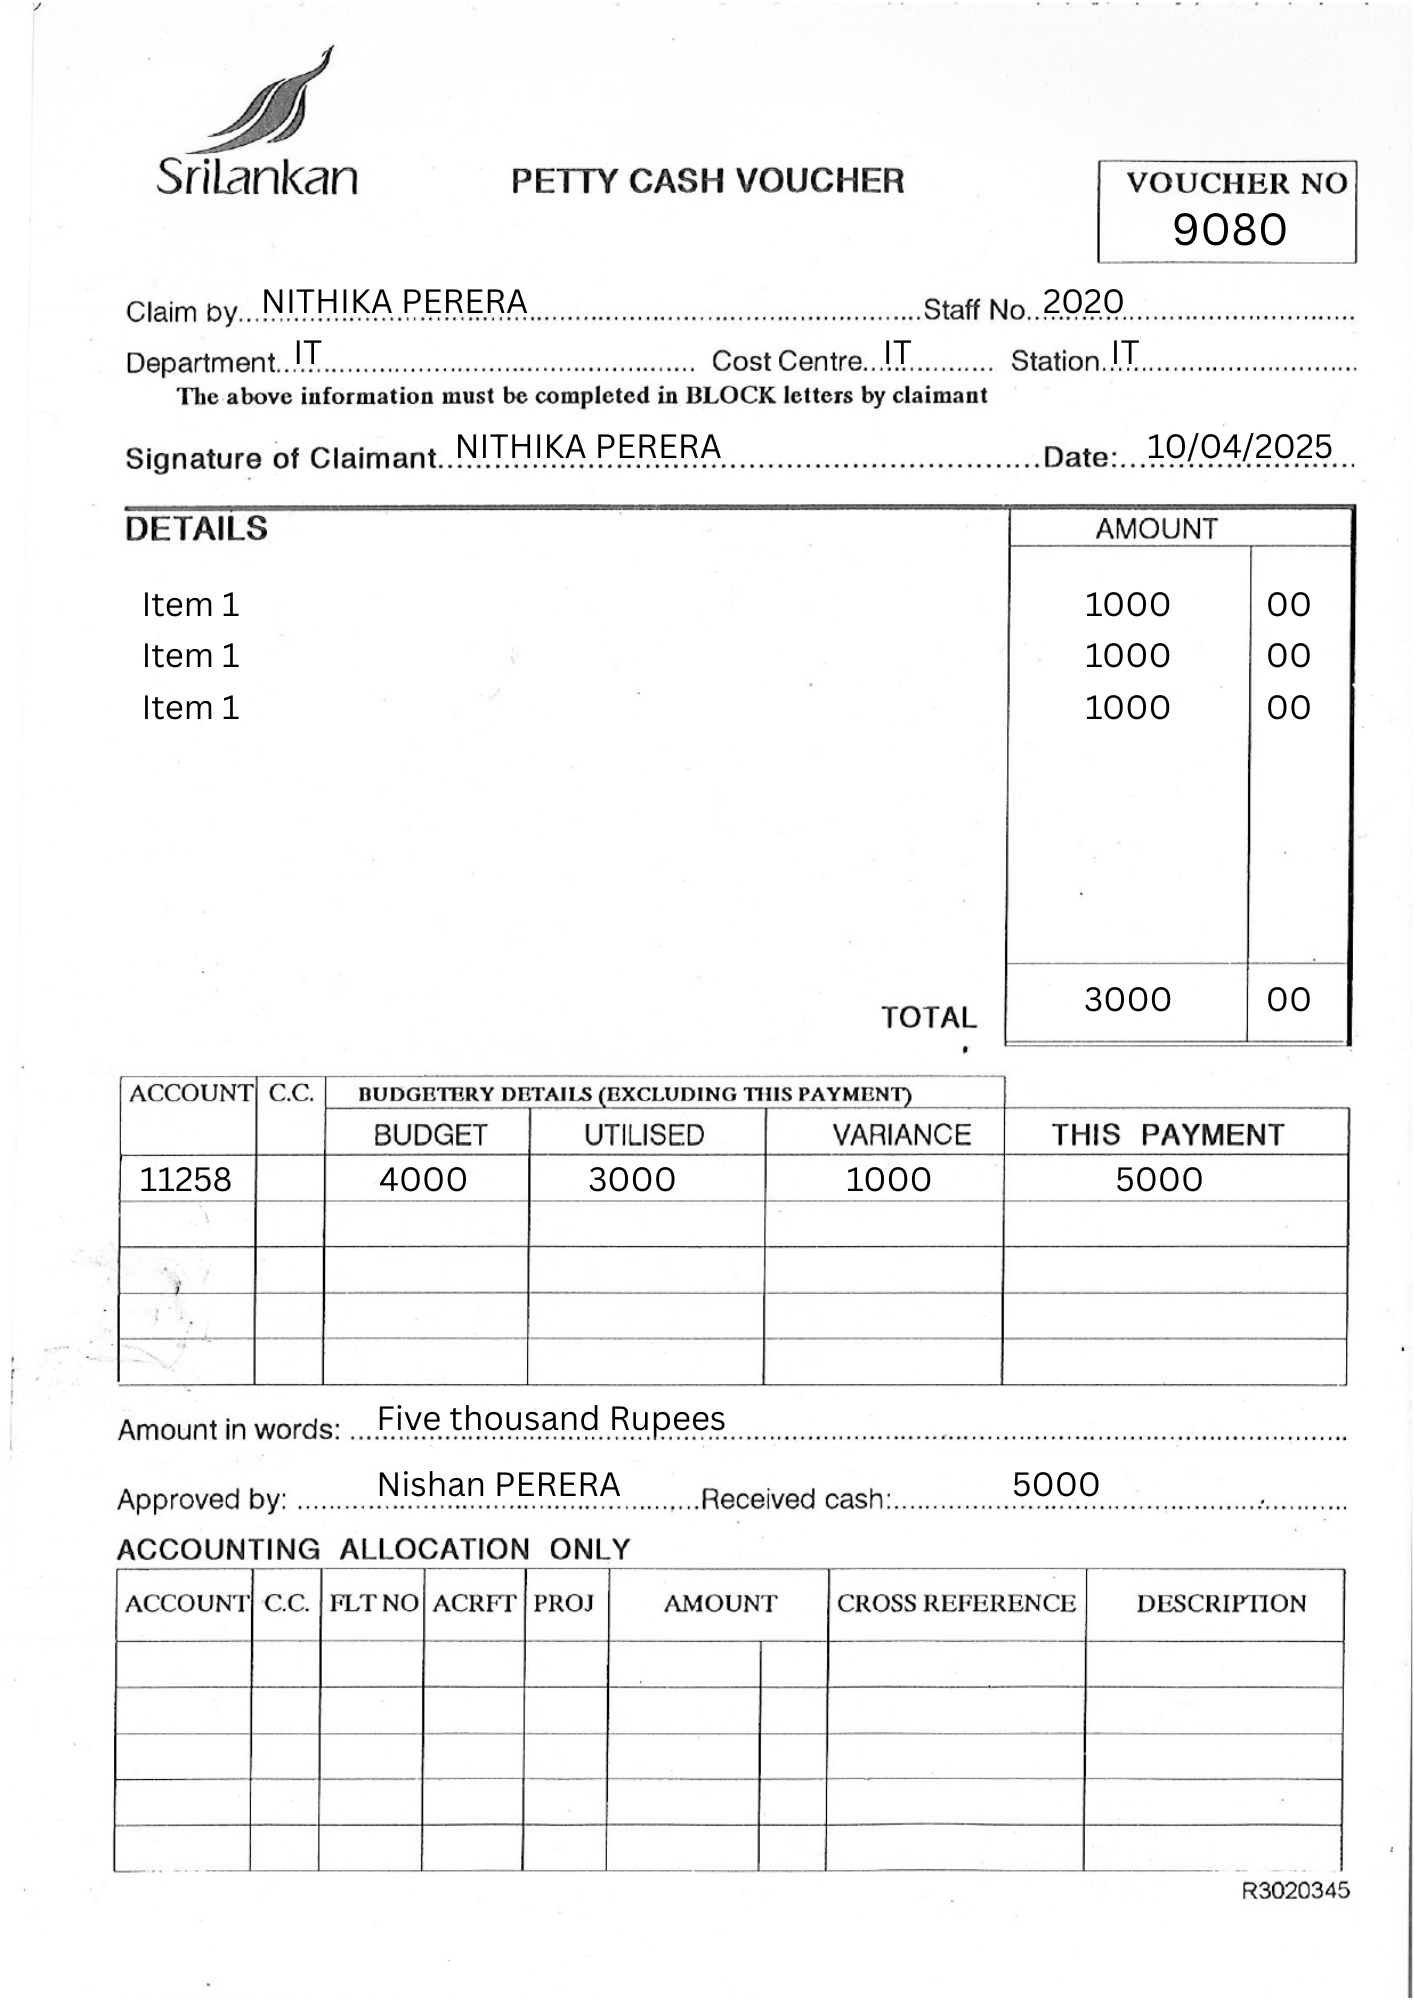 SriLankan
PETTY CASH VOUCHER
VOUCHER NO
9080
Claim by... NITHIKA PERERA Staff No. 2020
Department.. IT Cost Centre.. IT Station.. IT
The above information must be completed in BLOCK letters by claimant
Signature of Claimant.. NITHIKA PERERA Date:... 10/04/2025
DETAILS AMOUNT
Item 1 1000 00
Item 1 1000 00
Item 1 1000 00
TOTAL 3000 00
ACCOUNT C.C. BUDGETERY DETAILS (EXCLUDING THIS PAYMENT)
BUDGET UTILISED VARIANCE THIS PAYMENT
11258 4000 3000 1000 5000
Amount in words: ... Five thousand Rupees
Approved by: ... Nishan PERERA Received cash:... 5000
ACCOUNTING ALLOCATION ONLY
ACCOUNT C.C. FLT NO ACRFT PROJ AMOUNT CROSS REFERENCE DESCRIPTION
R3020345